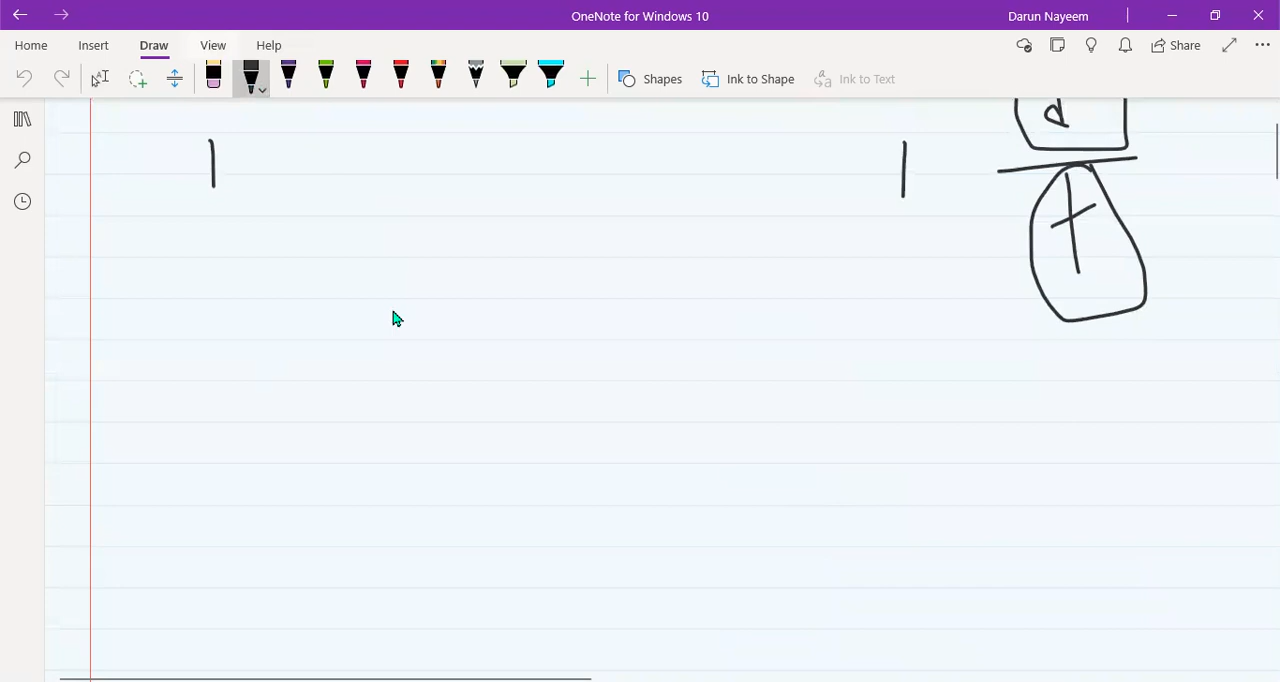 OneNote for Windows 10
Darun Nayeem
Home Insert Draw View Help
Share
Shapes Ink to Shape Ink to Text
d
| |
t